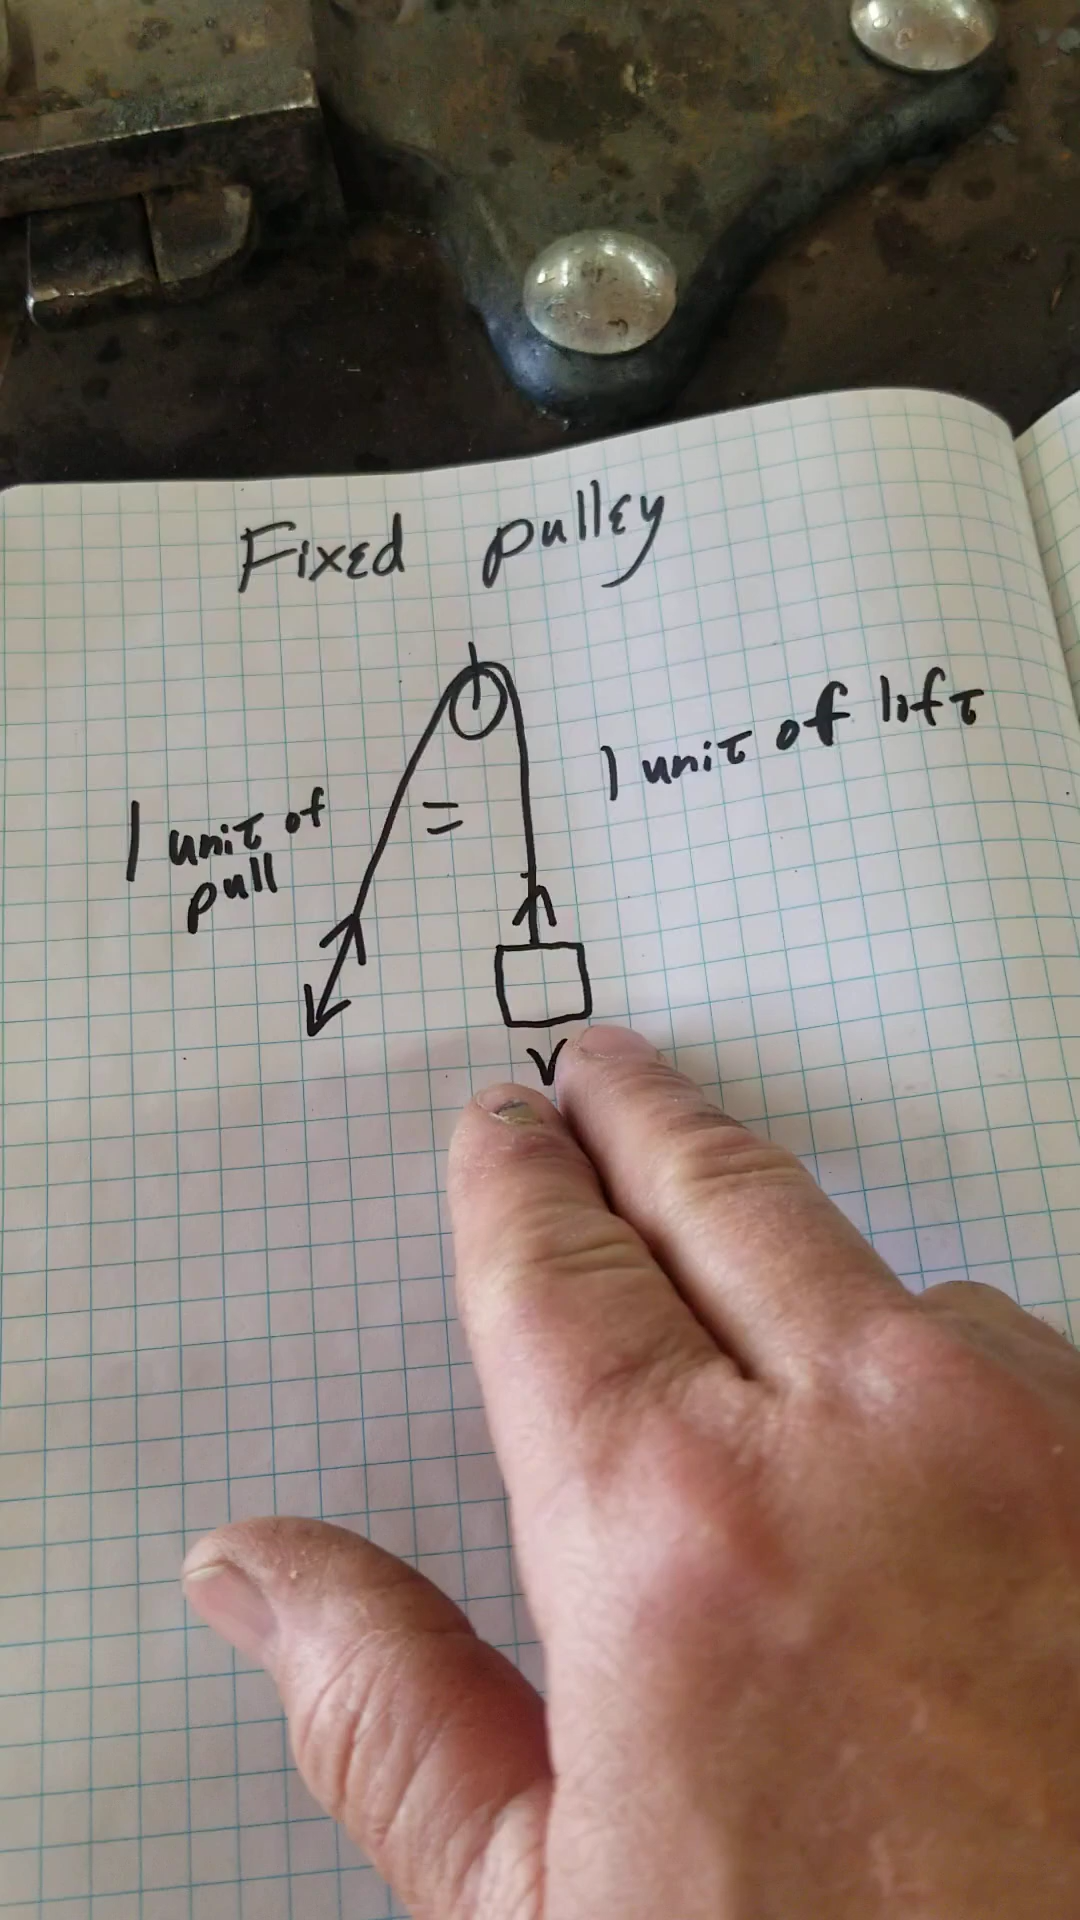 Fixed pulley
1 unit of lift
1 unit of
pull
=